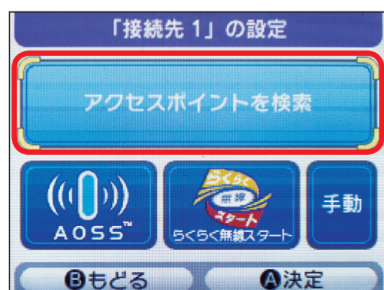 「接続先1」の設定
アクセスポイントを検索
AOSS™
らくらく
無線
スタート
らくらく無線スタート
手動
Bもどる
A決定